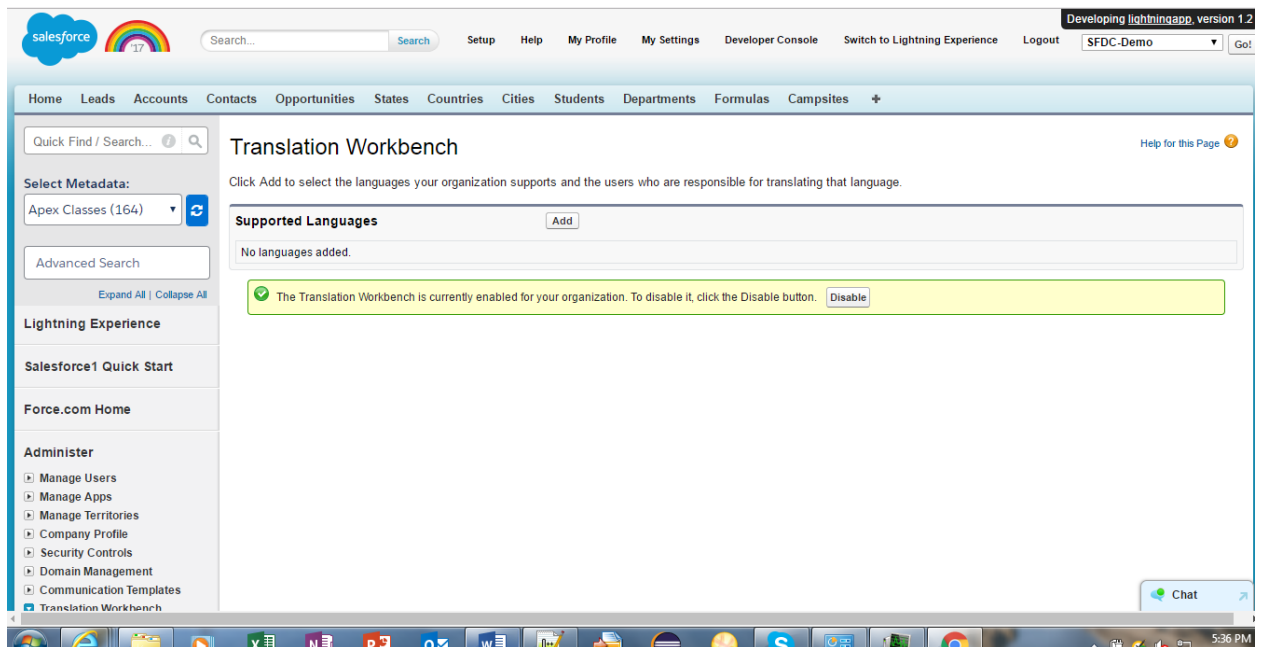 Developing lightningapp, version 1.2
salesforce
'17
Search...
Search
Setup Help My Profile My Settings Developer Console Switch to Lightning Experience Logout
SFDC-Demo
Go!
Home Leads Accounts Contacts Opportunities States Countries Cities Students Departments Formulas Campsites +
Quick Find / Search...
Select Metadata:
Apex Classes (164)
Advanced Search
Expand All | Collapse All
Lightning Experience
Salesforce1 Quick Start
Force.com Home
Administer
Manage Users
Manage Apps
Manage Territories
Company Profile
Security Controls
Domain Management
Communication Templates
Translation Workbench
Translation Workbench
Help for this Page
Click Add to select the languages your organization supports and the users who are responsible for translating that language.
Supported Languages
Add
No languages added.
The Translation Workbench is currently enabled for your organization. To disable it, click the Disable button.
Disable
Chat
5:36 PM